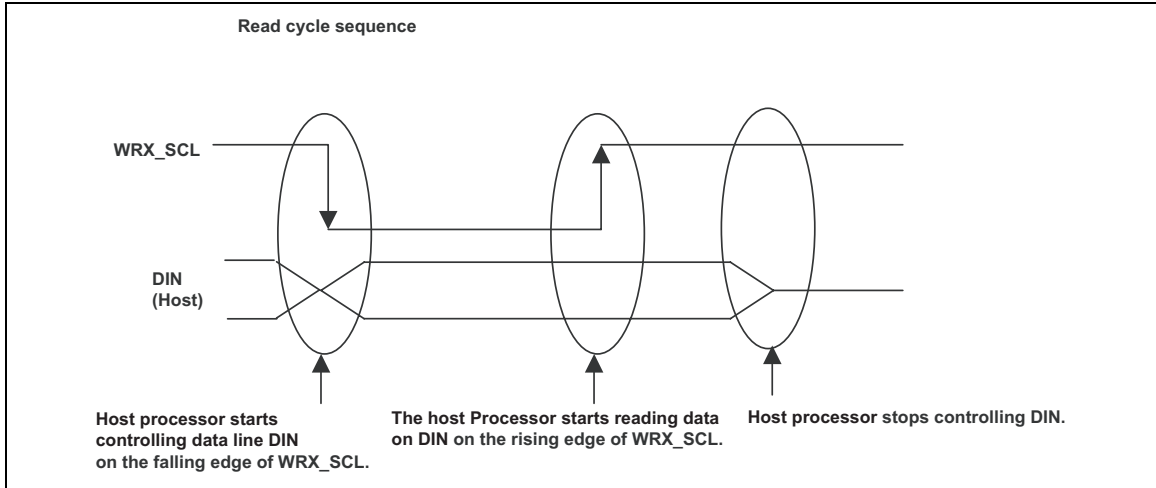 Read cycle sequence
WRX_SCL
DIN
(Host)
Host processor starts
controlling data line DIN
on the falling edge of WRX_SCL.
The host Processor starts reading data
on DIN on the rising edge of WRX_SCL.
Host processor stops controlling DIN.